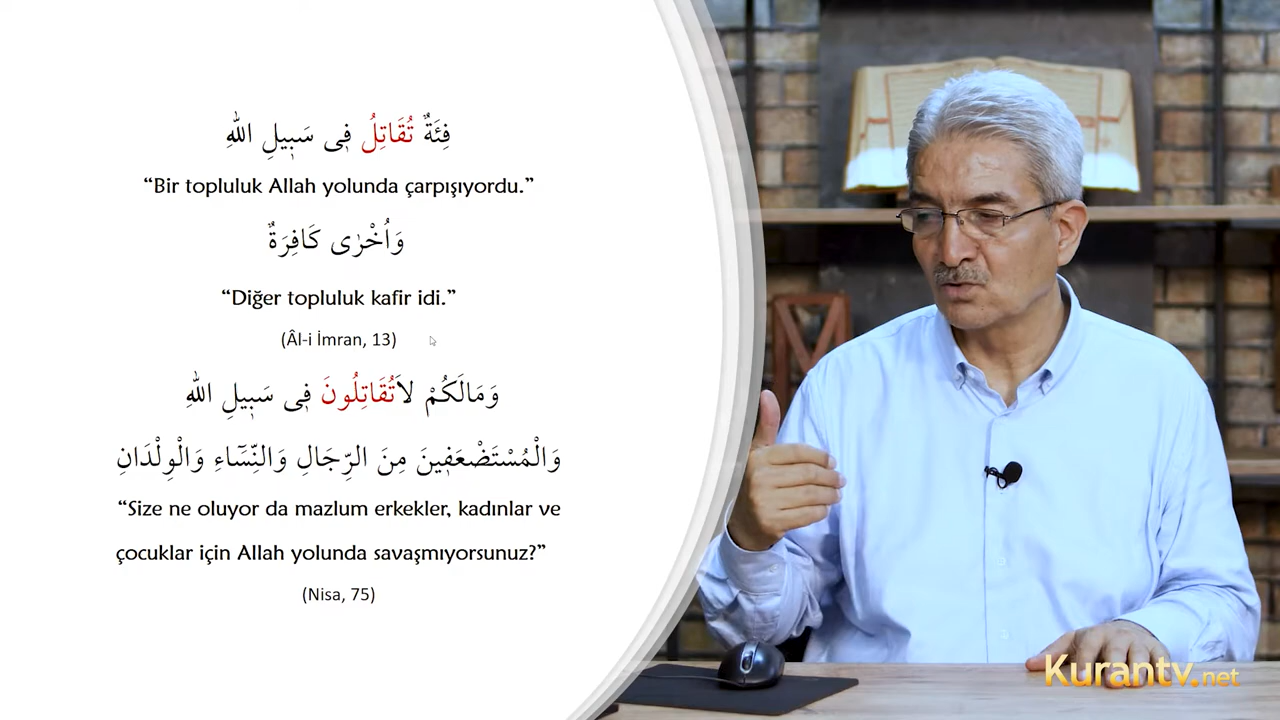 فِئَةٌ تُقَاتِلُ فٖى سَبٖيلِ اللّٰهِ
“Bir topluluk Allah yolunda çarpışıyordu.”
وَاُخْرٰى كَافِرَةٌ
“Diğer topluluk kafir idi.”
(Âl-i İmran, 13)
وَمَالَكُمْ لاَتُقَاتِلُونَ فٖى سَبٖيلِ اللّٰهِ
وَالْمُسْتَضْعَفٖينَ مِنَ الرِّجَالِ وَالنِّسَٓاءِ وَالْوِلْدَانِ
“Size ne oluyor da mazlum erkekler, kadınlar ve
çocuklar için Allah yolunda savaşmıyorsunuz?”
(Nisa, 75)
Kurantv.net